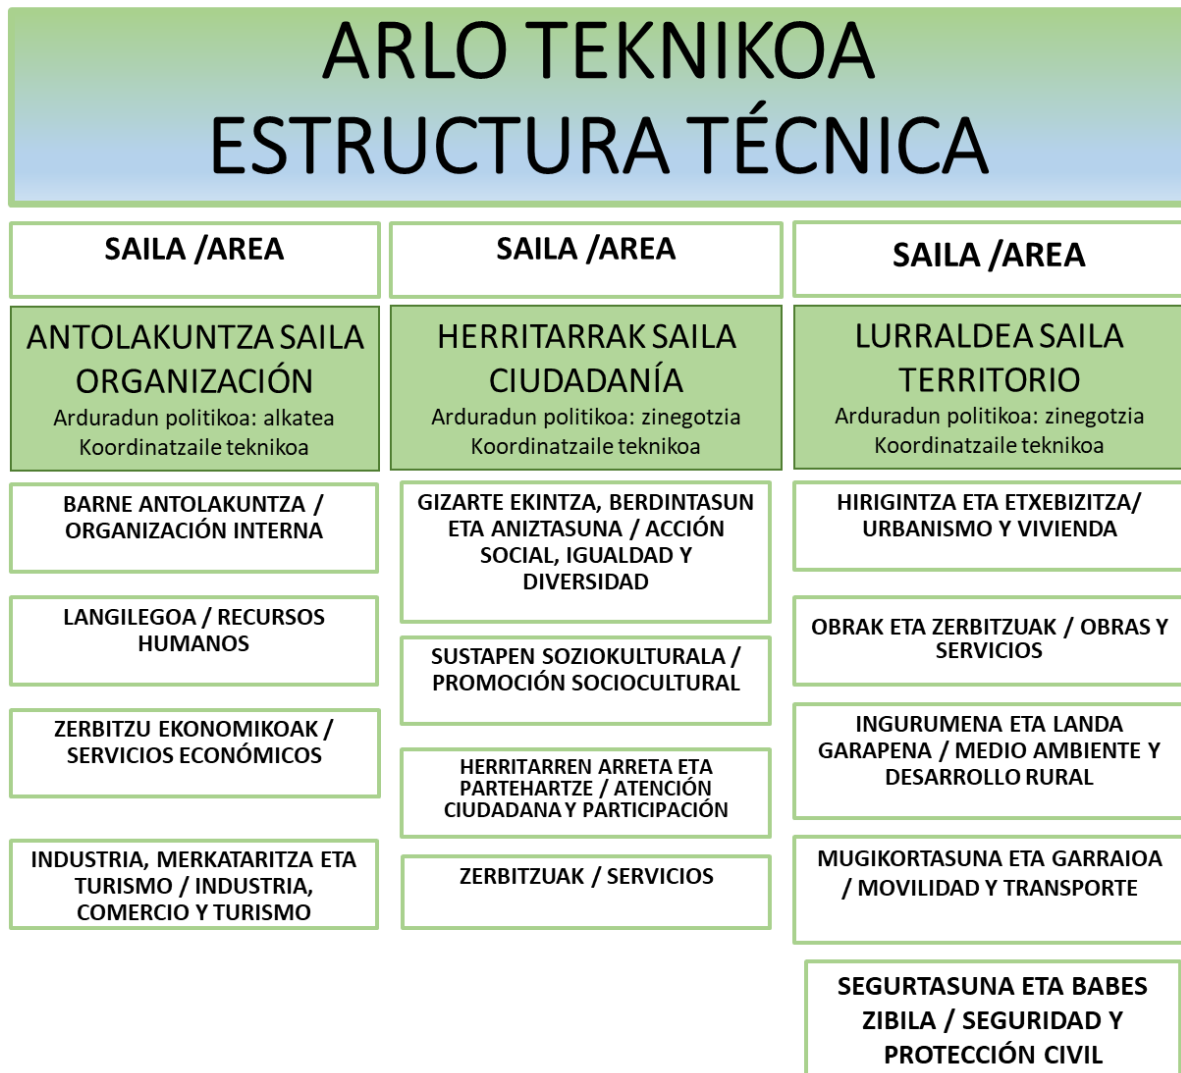 ARLO TEKNIKOA
ESTRUCTURA TÉCNICA
SAILA /AREA
ANTOLAKUNTZA SAILA
ORGANIZACIÓN
Arduradun politikoa: alkatea
Koordinatzaile teknikoa
BARNE ANTOLAKUNTZA /
ORGANIZACIÓN INTERNA
LANGILEGOA / RECURSOS
HUMANOS
ZERBITZU EKONOMIKOAK /
SERVICIOS ECONÓMICOS
INDUSTRIA, MERKATARITZA ETA
TURISMO / INDUSTRIA,
COMERCIO Y TURISMO
SAILA /AREA
HERRITARRAK SAILA
CIUDADANÍA
Arduradun politikoa: zinegotzia
Koordinatzaile teknikoa
GIZARTE EKINTZA, BERDINTASUN
ETA ANIZTASUNA / ACCIÓN
SOCIAL, IGUALDAD Y
DIVERSIDAD
SUSTAPEN SOZIOKULTURALA /
PROMOCIÓN SOCIOCULTURAL
HERRITARREN ARRETA ETA
PARTEHARTZE / ATENCIÓN
CIUDADANA Y PARTICIPACIÓN
ZERBITZUAK / SERVICIOS
SAILA /AREA
LURRALDEA SAILA
TERRITORIO
Arduradun politikoa: zinegotzia
Koordinatzaile teknikoa
HIRIGINTZA ETA ETXEBIZITZA/
URBANISMO Y VIVIENDA
OBRAK ETA ZERBITZUAK / OBRAS Y
SERVICIOS
INGURUMENA ETA LANDA
GARAPENA / MEDIO AMBIENTE Y
DESARROLLO RURAL
MUGIKORTASUNA ETA GARRAIOA
/ MOVILIDAD Y TRANSPORTE
SEGURTASUNA ETA BABES
ZIBILA / SEGURIDAD Y
PROTECCIÓN CIVIL